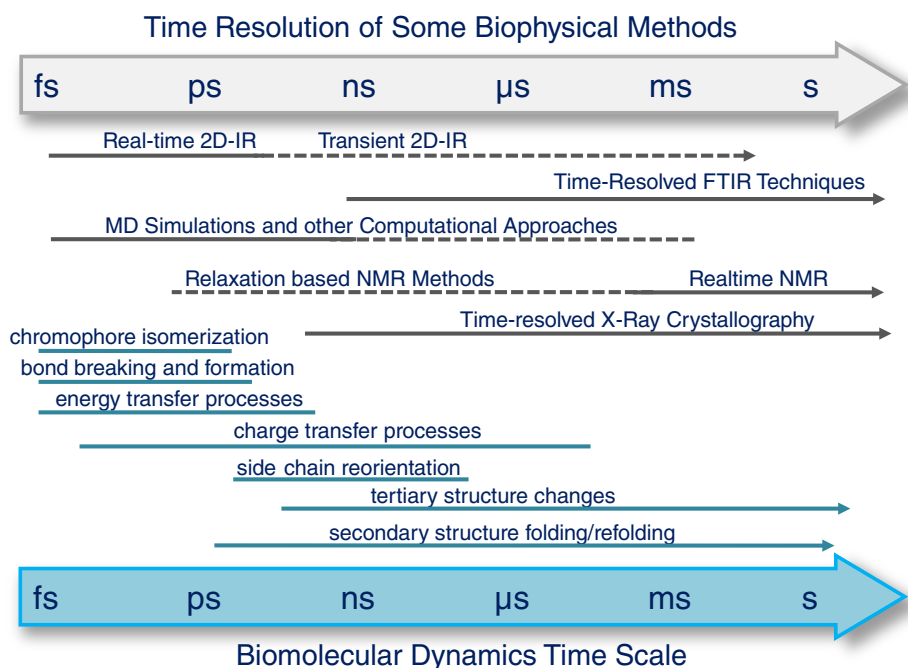 Time Resolution of Some Biophysical Methods
fs ps ns µs ms s
Real-time 2D-IR Transient 2D-IR
Time-Resolved FTIR Techniques
MD Simulations and other Computational Approaches
Relaxation based NMR Methods Realtime NMR
Time-resolved X-Ray Crystallography
chromophore isomerization
bond breaking and formation
energy transfer processes
charge transfer processes
side chain reorientation
tertiary structure changes
secondary structure folding/refolding
fs ps ns µs ms s
Biomolecular Dynamics Time Scale